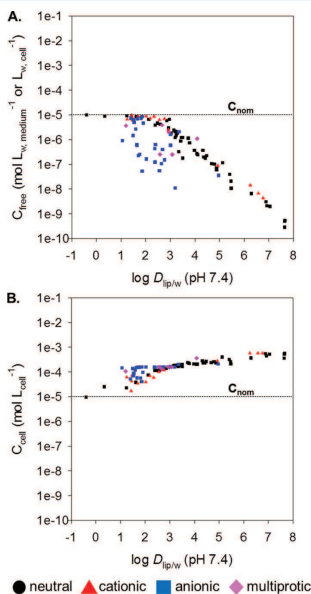 A.
1e-1
1e-2
1e-3
1e-4
1e-5
1e-6
1e-7
1e-8
1e-9
1e-10
C_free (mol L_w, medium^-1 or L_w, cell^-1)
C_nom
-1 0 1 2 3 4 5 6 7 8
log D_lip/w (pH 7.4)
B.
1e-1
1e-2
1e-3
1e-4
1e-5
1e-6
1e-7
1e-8
1e-9
1e-10
C_cell (mol L_cell^-1)
C_nom
-1 0 1 2 3 4 5 6 7 8
log D_lip/w (pH 7.4)
neutral cationic anionic multiprotic